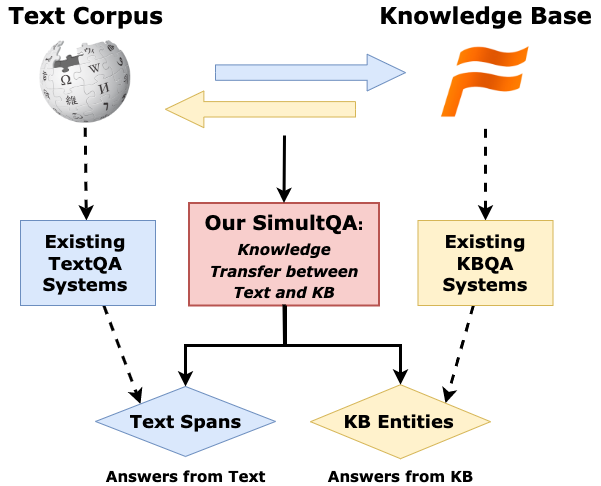 Text Corpus
Knowledge Base
Ω
W
維
И
Existing
TextQA
Systems
Our SimultQA:
Knowledge
Transfer between
Text and KB
Existing
KBQA
Systems
Text Spans
KB Entities
Answers from Text
Answers from KB